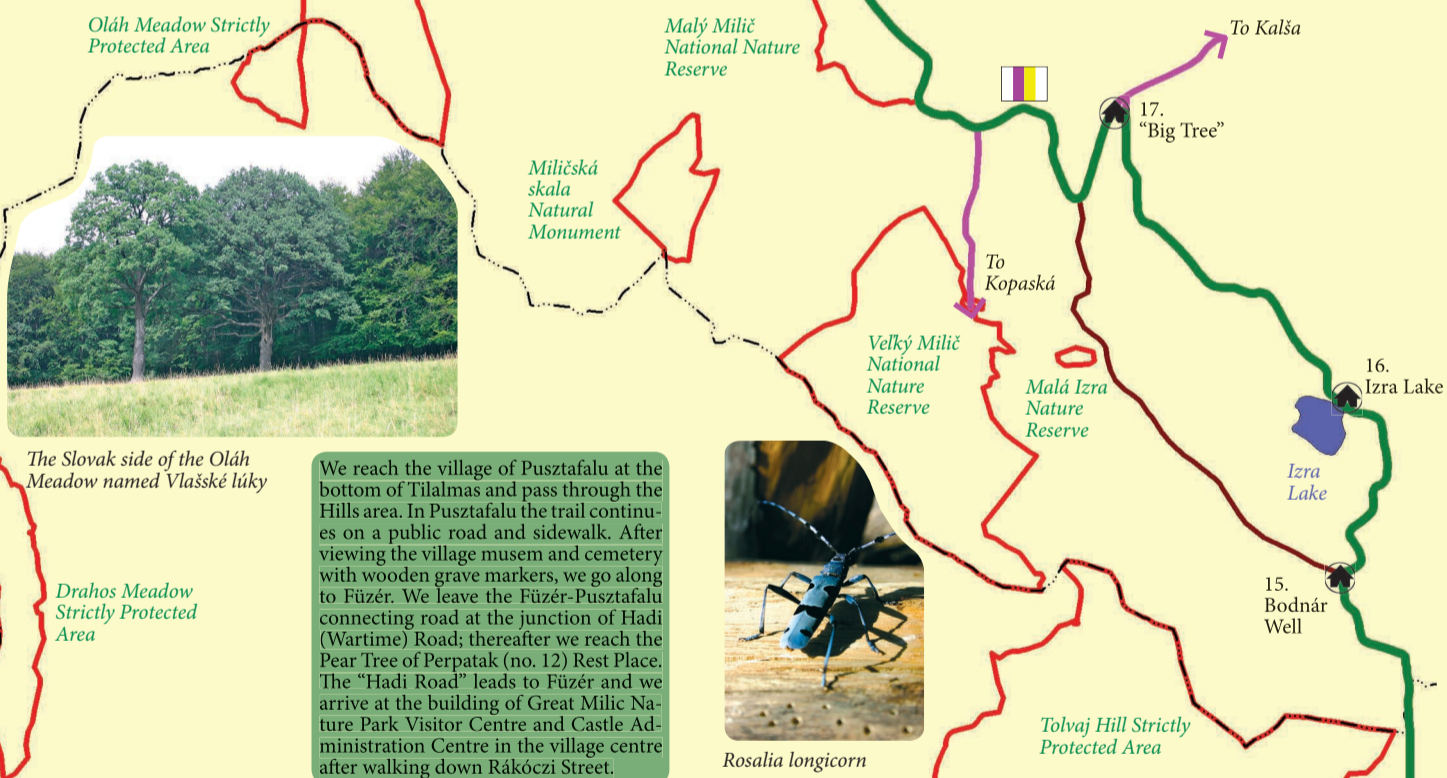 Oláh Meadow Strictly
Protected Area
Malý Milič
National Nature
Reserve
To Kalša
17.
“Big Tree”
Miličská
skala
Natural
Monument
To
Kopaská
Veľký Milič
National
Nature
Reserve
Malá Izra
Nature
Reserve
16.
Izra Lake
Izra
Lake
The Slovak side of the Oláh
Meadow named Vlašské lúky
We reach the village of Pusztafalu at the
bottom of Tilalmas and pass through the
Hills area. In Pusztafalu the trail continu-
es on a public road and sidewalk. After
viewing the village musem and cemetery
with wooden grave markers, we go along
to Füzér. We leave the Füzér-Pusztafalu
connecting road at the junction of Hadi
(Wartime) Road; thereafter we reach the
Pear Tree of Perpatak (no. 12) Rest Place.
The “Hadi Road” leads to Füzér and we
arrive at the building of Great Milic Na-
ture Park Visitor Centre and Castle Ad-
ministration Centre in the village centre
after walking down Rákóczi Street.
Drahos Meadow
Strictly Protected
Area
15.
Bodnár
Well
Tolvaj Hill Strictly
Protected Area
Rosalia longicorn